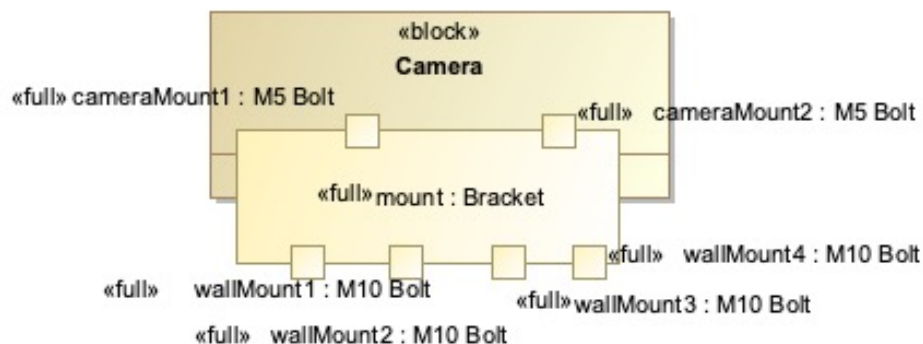 «block»
Camera
«full» cameraMount1 : M5 Bolt
«full» cameraMount2 : M5 Bolt
«full» mount : Bracket
«full» wallMount4 : M10 Bolt
«full» wallMount1 : M10 Bolt
«full» wallMount3 : M10 Bolt
«full» wallMount2 : M10 Bolt